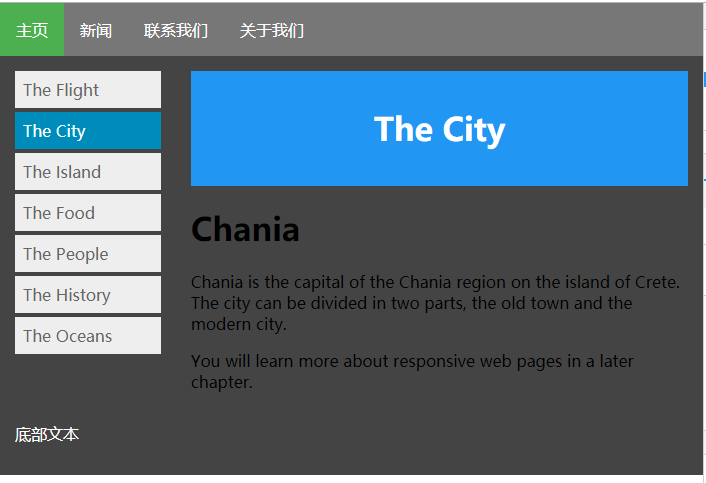 主页 新闻 联系我们 关于我们
The Flight
The City
The Island
The Food
The People
The History
The Oceans
The City
Chania
Chania is the capital of the Chania region on the island of Crete.
The city can be divided in two parts, the old town and the
modern city.
You will learn more about responsive web pages in a later
chapter.
底部文本